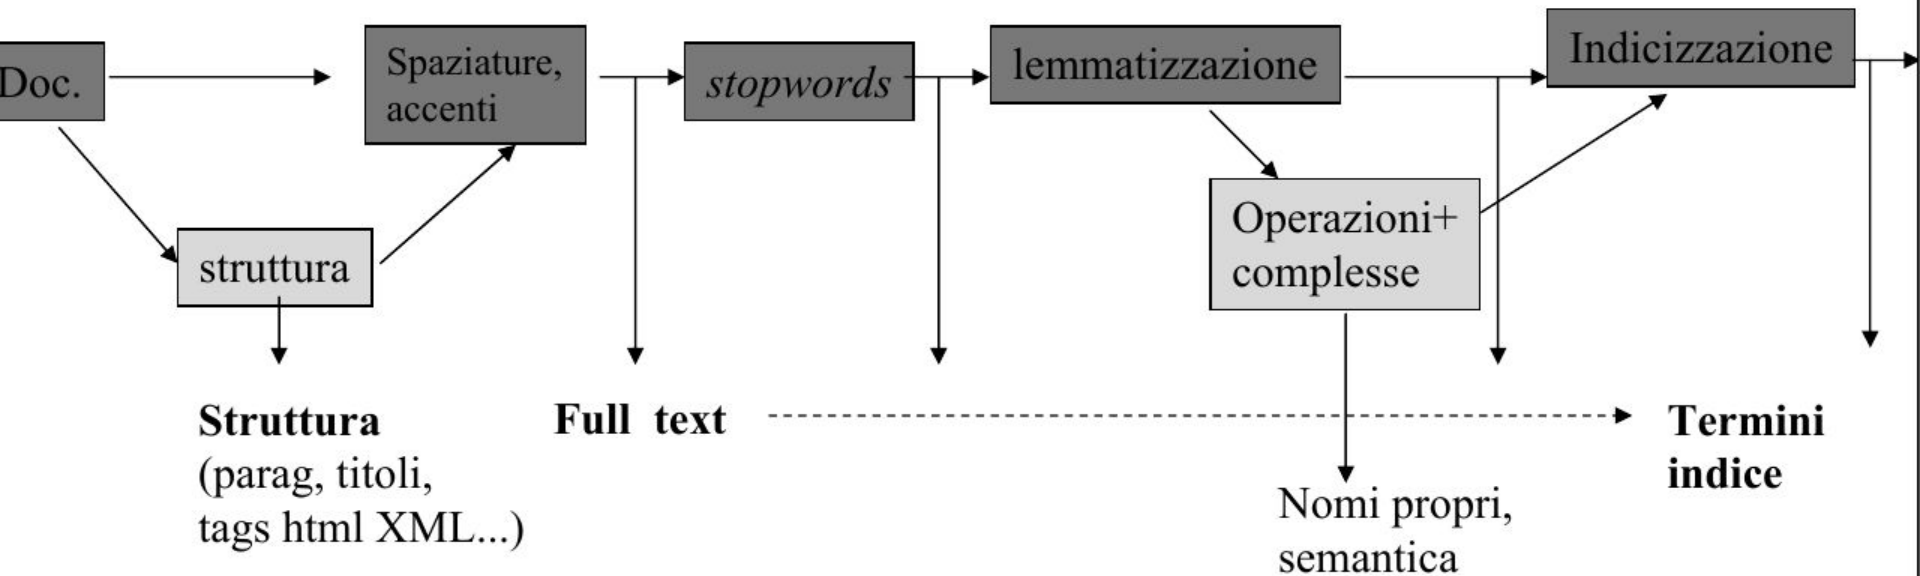 Doc.
Spaziature,
accenti
stopwords
lemmatizzazione
Indicizzazione
struttura
Operazioni+
complesse
Struttura
(parag, titoli,
tags html XML...)
Full text
Termini
indice
Nomi propri,
semantica